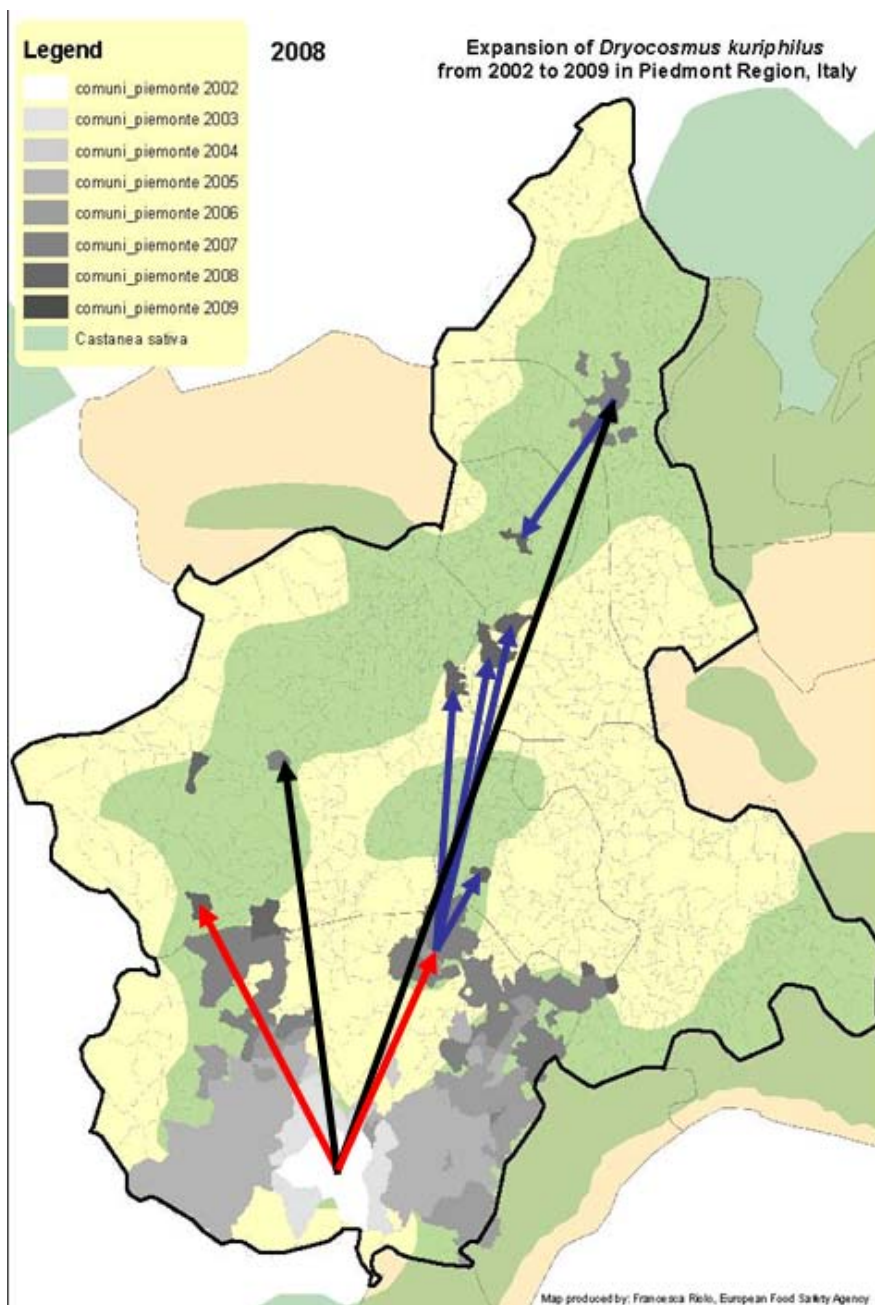 Legend
comuni_piemonte 2002
comuni_piemonte 2003
comuni_piemonte 2004
comuni_piemonte 2005
comuni_piemonte 2006
comuni_piemonte 2007
comuni_piemonte 2008
comuni_piemonte 2009
Castanea sativa
2008
Expansion of Dryocosmus kuriphilus
from 2002 to 2009 in Piedmont Region, Italy
Map produced by: Francesca Riolo, European Food Safety Agency